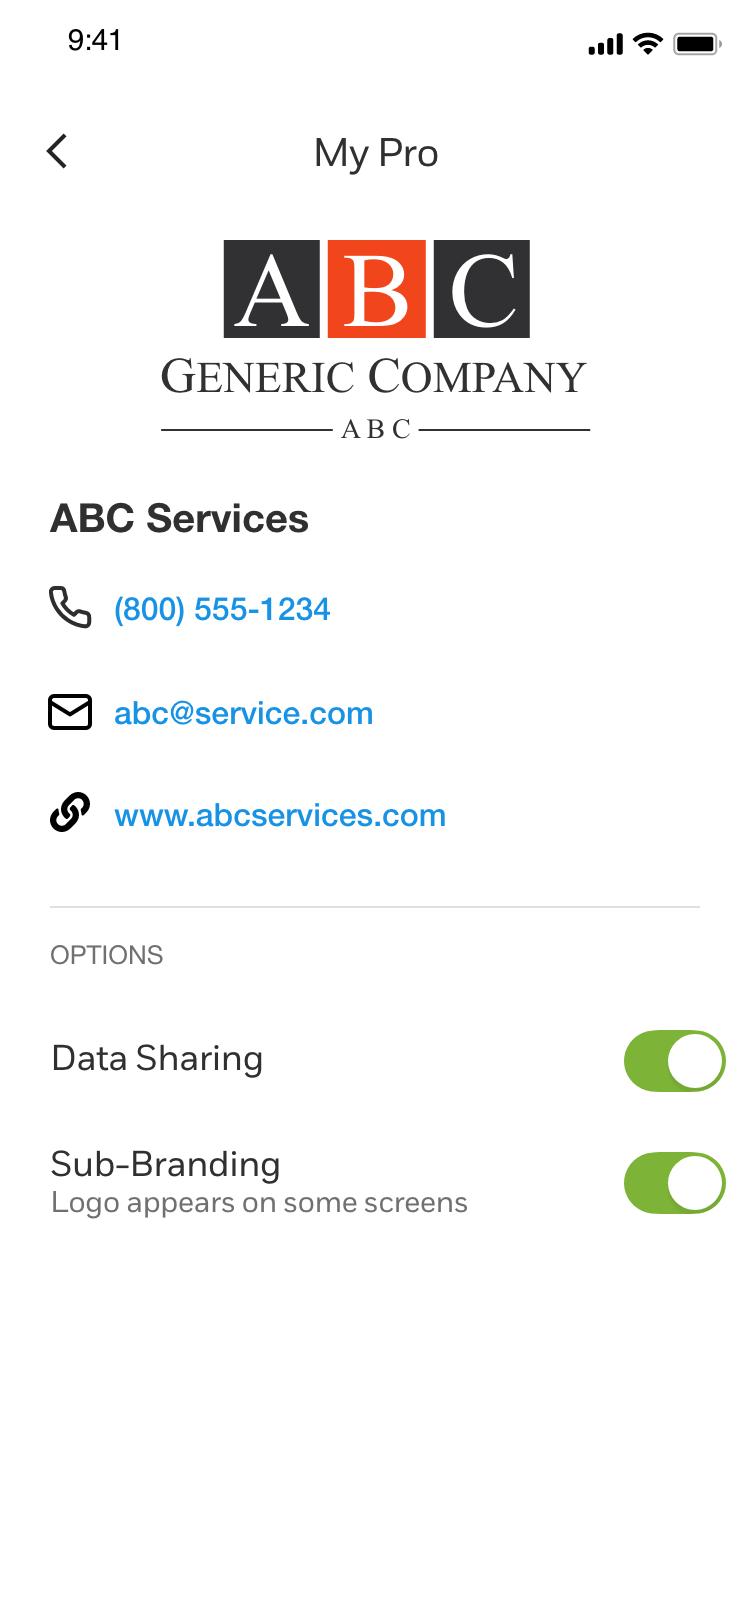 9:41
My Pro
ABC
GENERIC COMPANY
ABC
ABC Services
(800) 555-1234
abc@service.com
www.abcservices.com
OPTIONS
Data Sharing
Sub-Branding
Logo appears on some screens